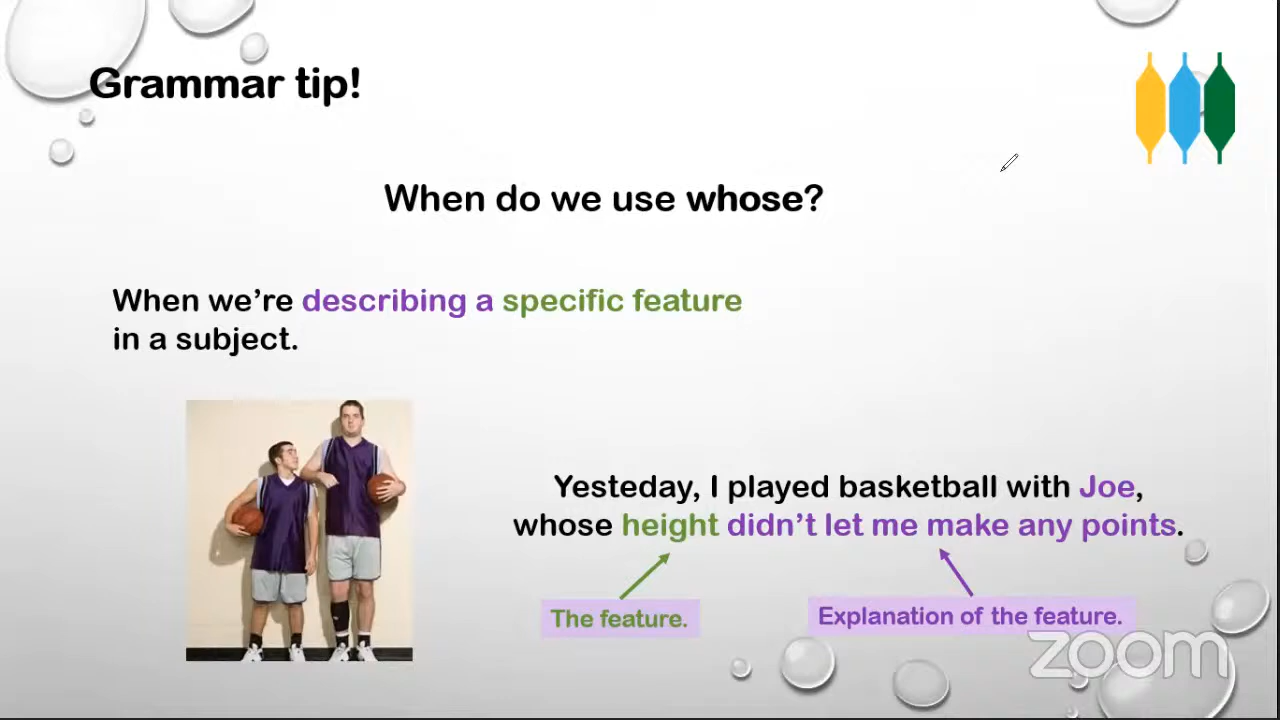 Grammar tip!
When do we use whose?
When we're describing a specific feature
in a subject.
Yesteday, I played basketball with Joe,
whose height didn't let me make any points.
The feature.
Explanation of the feature.
zoom